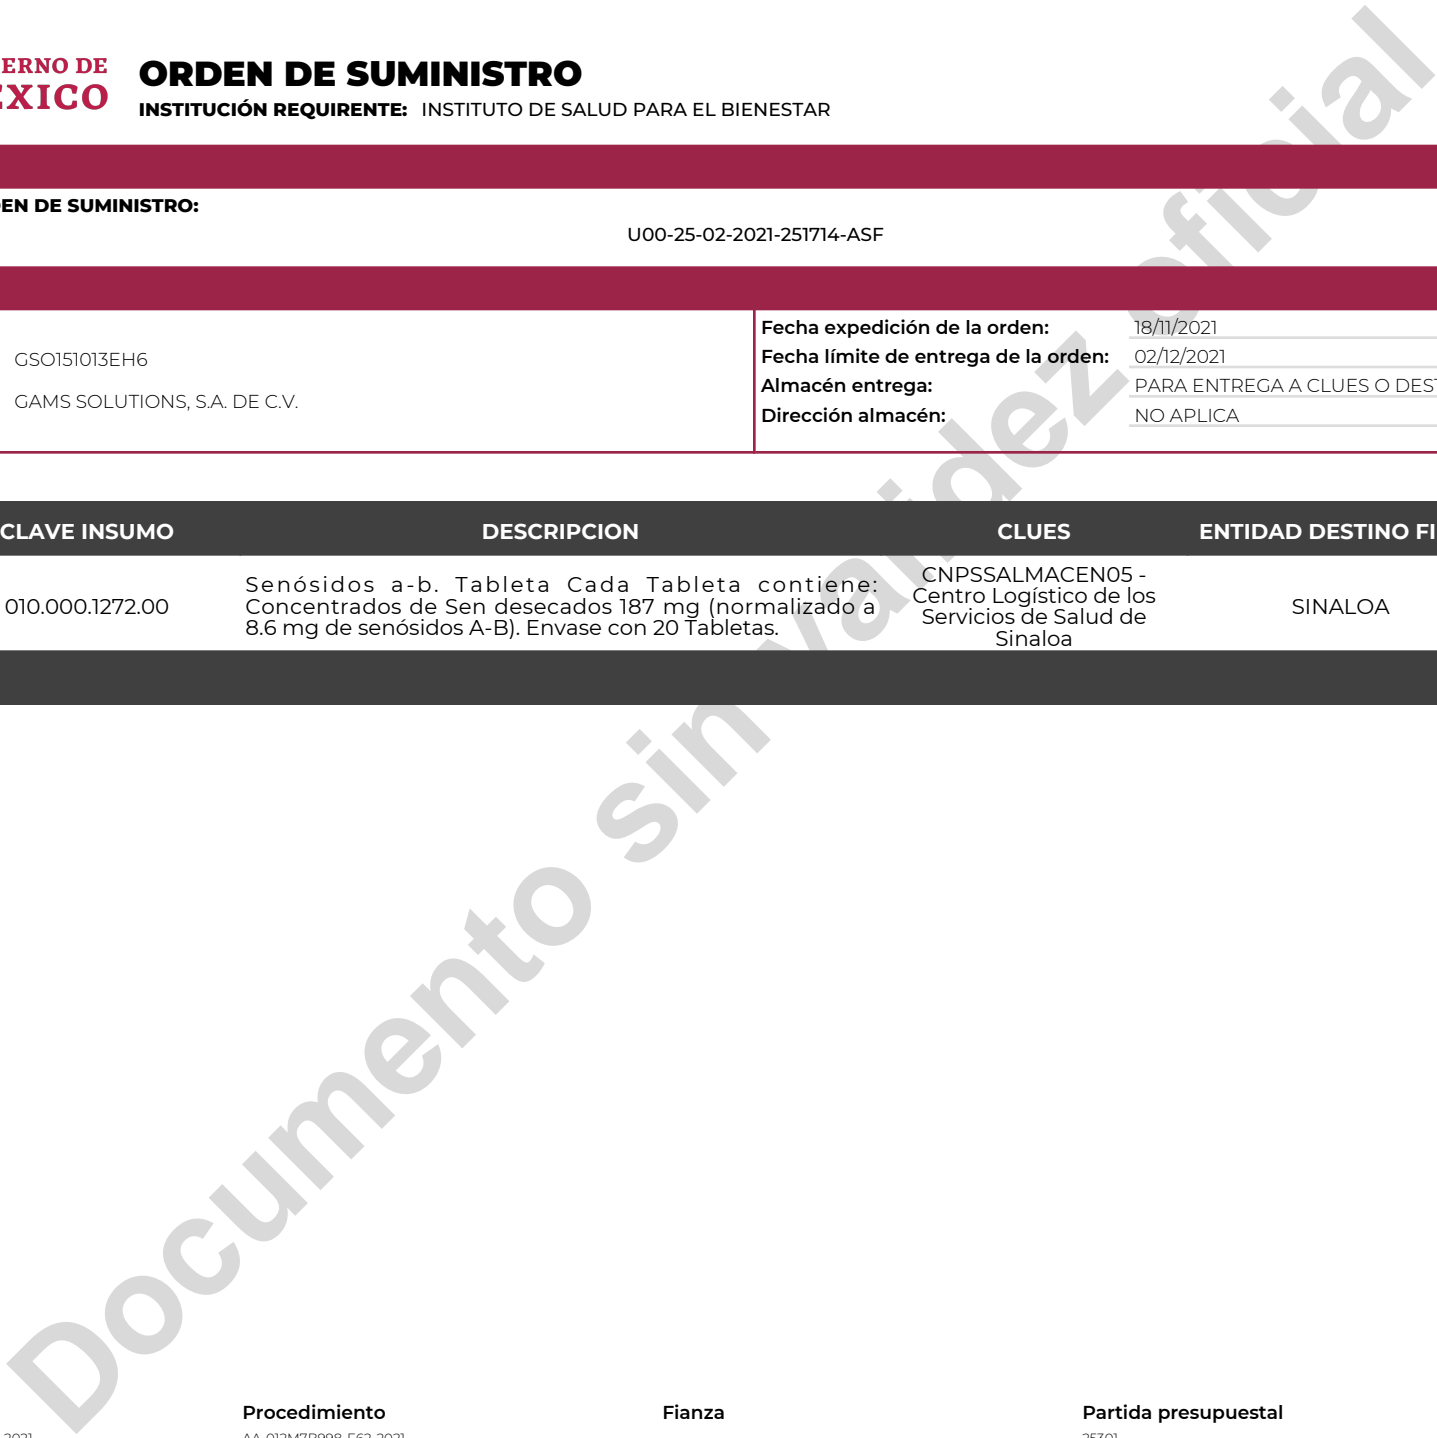 ERNO DE
ÉXICO
ORDEN DE SUMINISTRO
INSTITUCIÓN REQUIRENTE: INSTITUTO DE SALUD PARA EL BIENESTAR
EN DE SUMINISTRO:
U00-25-02-2021-251714-ASF
GSO151013EH6
GAMS SOLUTIONS, S.A. DE C.V.
Fecha expedición de la orden: 18/11/2021
Fecha límite de entrega de la orden: 02/12/2021
Almacén entrega: PARA ENTREGA A CLUES O DEST
Dirección almacén: NO APLICA
CLAVE INSUMO DESCRIPCION CLUES ENTIDAD DESTINO FI
010.000.1272.00
Senósidos a-b. Tableta Cada Tableta contiene:
Concentrados de Sen desecados 187 mg (normalizado a
8.6 mg de senósidos A-B). Envase con 20 Tabletas.
CNPSSALMACEN05 -
Centro Logístico de los
Servicios de Salud de
Sinaloa
SINALOA
Documento sin validez oficial
Procedimiento Fianza Partida presupuestal